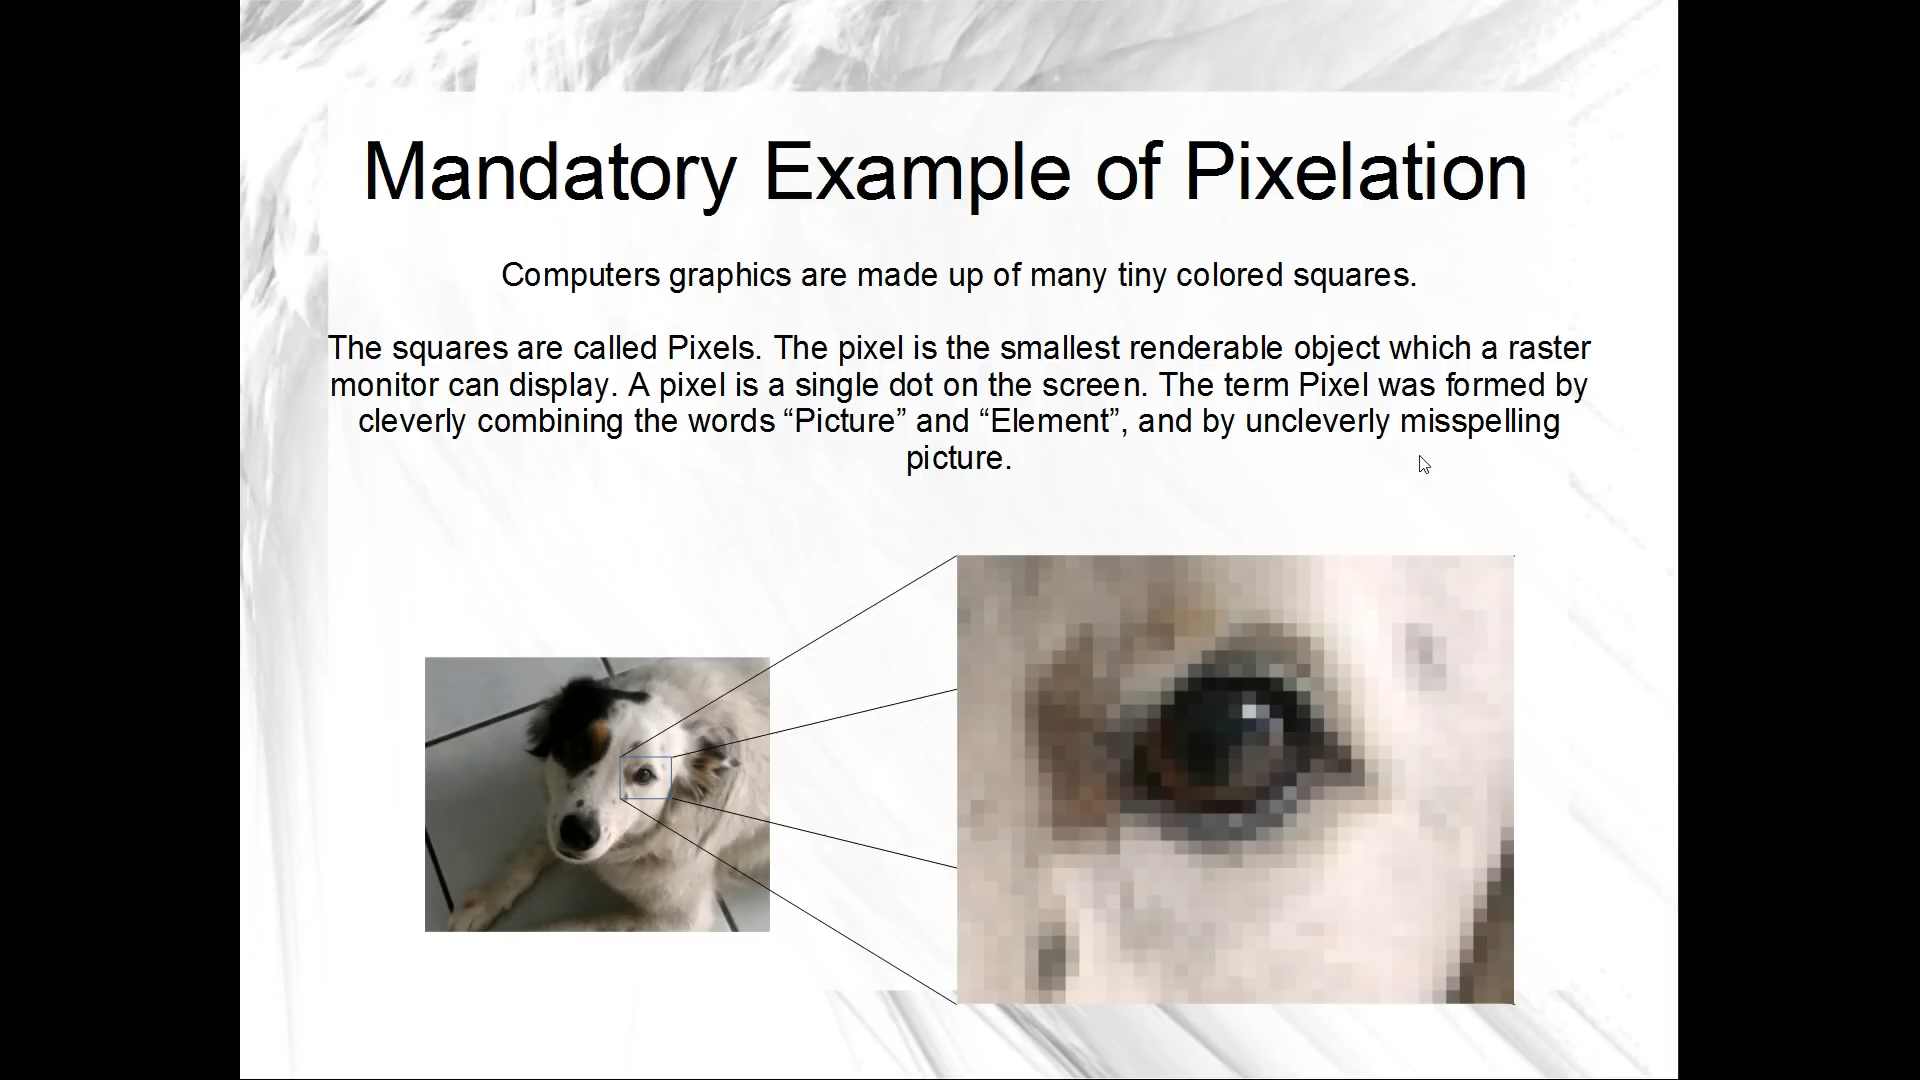 Mandatory Example of Pixelation
Computers graphics are made up of many tiny colored squares.
The squares are called Pixels. The pixel is the smallest renderable object which a raster
monitor can display. A pixel is a single dot on the screen. The term Pixel was formed by
cleverly combining the words “Picture” and “Element”, and by uncleverly misspelling
picture.